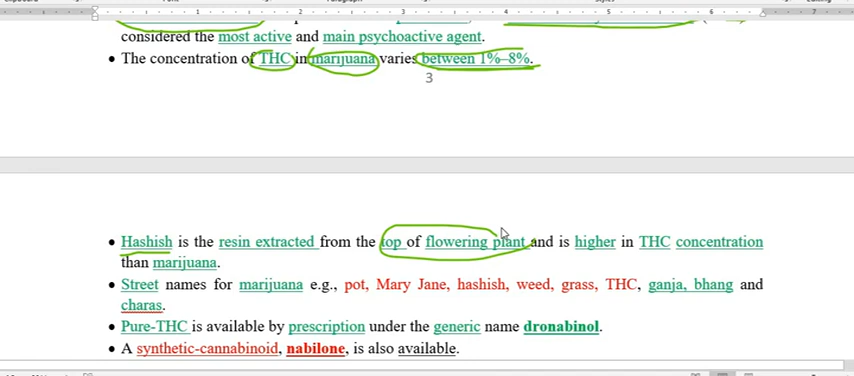 considered the most active and main psychoactive agent.
• The concentration of THC in marijuana varies between 1%–8%.
3
• Hashish is the resin extracted from the top of flowering plant and is higher in THC concentration
than marijuana.
• Street names for marijuana e.g., pot, Mary Jane, hashish, weed, grass, THC, ganja, bhang and
charas.
• Pure-THC is available by prescription under the generic name dronabinol.
• A synthetic-cannabinoid, nabilone, is also available.